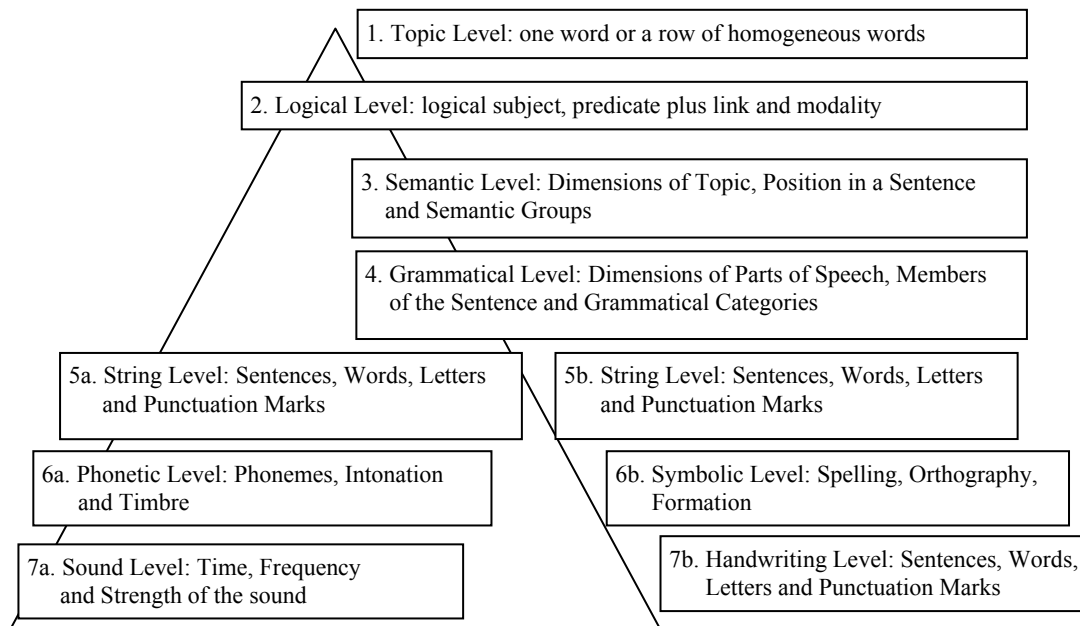 1. Topic Level: one word or a row of homogeneous words
2. Logical Level: logical subject, predicate plus link and modality
3. Semantic Level: Dimensions of Topic, Position in a Sentence
and Semantic Groups
4. Grammatical Level: Dimensions of Parts of Speech, Members
of the Sentence and Grammatical Categories
5a. String Level: Sentences, Words, Letters
and Punctuation Marks
5b. String Level: Sentences, Words, Letters
and Punctuation Marks
6a. Phonetic Level: Phonemes, Intonation
and Timbre
6b. Symbolic Level: Spelling, Orthography,
Formation
7a. Sound Level: Time, Frequency
and Strength of the sound
7b. Handwriting Level: Sentences, Words,
Letters and Punctuation Marks